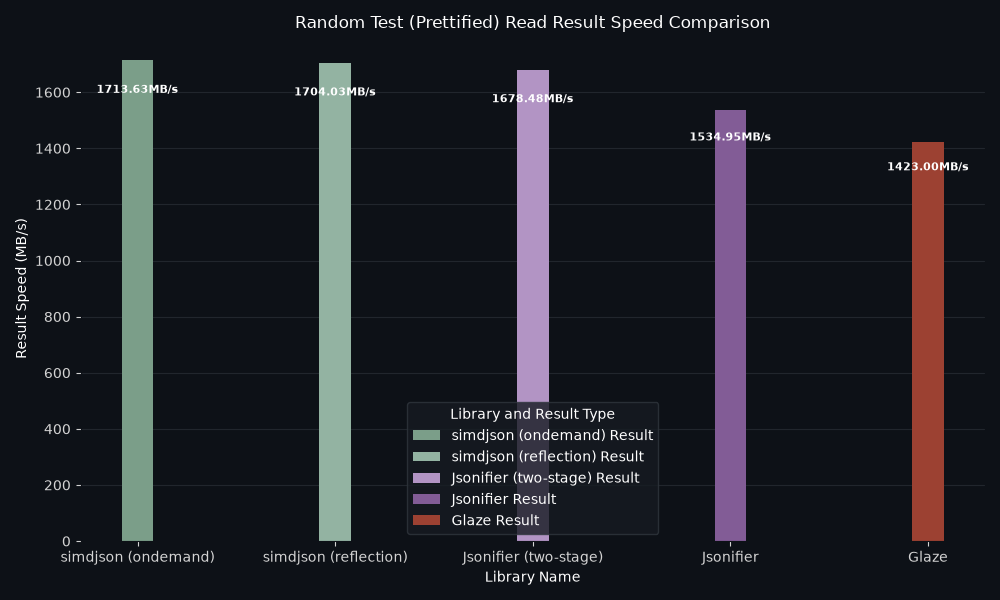 Random Test (Prettified) Read Result Speed Comparison
Result Speed (MB/s)
1600
1400
1200
1000
800
600
400
200
0
1713.63MB/s
1704.03MB/s
1678.48MB/s
1534.95MB/s
1423.00MB/s
Library and Result Type
simdjson (ondemand) Result
simdjson (reflection) Result
Jsonifier (two-stage) Result
Jsonifier Result
Glaze Result
simdjson (ondemand)
simdjson (reflection)
Jsonifier (two-stage)
Jsonifier
Glaze
Library Name